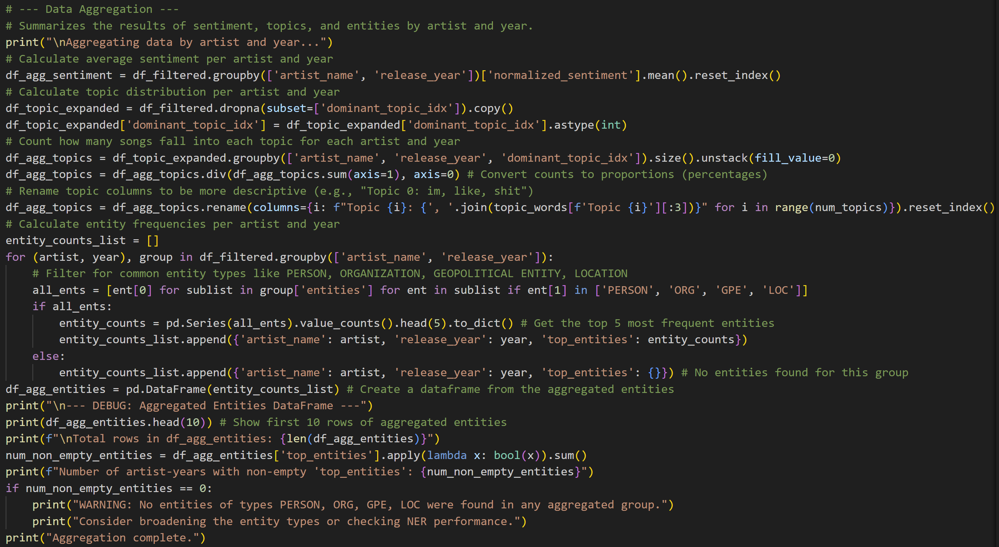 # --- Data Aggregation ---
# Summarizes the results of sentiment, topics, and entities by artist and year.
print("\nAggregating data by artist and year...")
# Calculate average sentiment per artist and year
df_agg_sentiment = df_filtered.groupby(['artist_name', 'release_year'])['normalized_sentiment'].mean().reset_index()
# Calculate topic distribution per artist and year
df_topic_expanded = df_filtered.dropna(subset=['dominant_topic_idx']).copy()
df_topic_expanded['dominant_topic_idx'] = df_topic_expanded['dominant_topic_idx'].astype(int)
# Count how many songs fall into each topic for each artist and year
df_agg_topics = df_topic_expanded.groupby(['artist_name', 'release_year', 'dominant_topic_idx']).size().unstack(fill_value=0)
df_agg_topics = df_agg_topics.div(df_agg_topics.sum(axis=1), axis=0) # Convert counts to proportions (percentages)
# Rename topic columns to be more descriptive (e.g., "Topic 0: im, like, shit")
df_agg_topics = df_agg_topics.rename(columns={i: f"Topic {i}: {', '.join(topic_words[f'Topic {i}'][:3])}" for i in range(num_topics)}).reset_index()
# Calculate entity frequencies per artist and year
entity_counts_list = []
for (artist, year), group in df_filtered.groupby(['artist_name', 'release_year']):
    # Filter for common entity types like PERSON, ORGANIZATION, GEOPOLITICAL ENTITY, LOCATION
    all_ents = [ent[0] for sublist in group['entities'] for ent in sublist if ent[1] in ['PERSON', 'ORG', 'GPE', 'LOC']]
    if all_ents:
        entity_counts = pd.Series(all_ents).value_counts().head(5).to_dict() # Get the top 5 most frequent entities
        entity_counts_list.append({'artist_name': artist, 'release_year': year, 'top_entities': entity_counts})
    else:
        entity_counts_list.append({'artist_name': artist, 'release_year': year, 'top_entities': {}}) # No entities found for this group
df_agg_entities = pd.DataFrame(entity_counts_list) # Create a dataframe from the aggregated entities
print("\n--- DEBUG: Aggregated Entities DataFrame ---")
print(df_agg_entities.head(10)) # Show first 10 rows of aggregated entities
print(f"\nTotal rows in df_agg_entities: {len(df_agg_entities)}")
num_non_empty_entities = df_agg_entities['top_entities'].apply(lambda x: bool(x)).sum()
print(f"Number of artist-years with non-empty 'top_entities': {num_non_empty_entities}")
if num_non_empty_entities == 0:
    print("WARNING: No entities of types PERSON, ORG, GPE, LOC were found in any aggregated group.")
    print("Consider broadening the entity types or checking NER performance.")
print("Aggregation complete.")